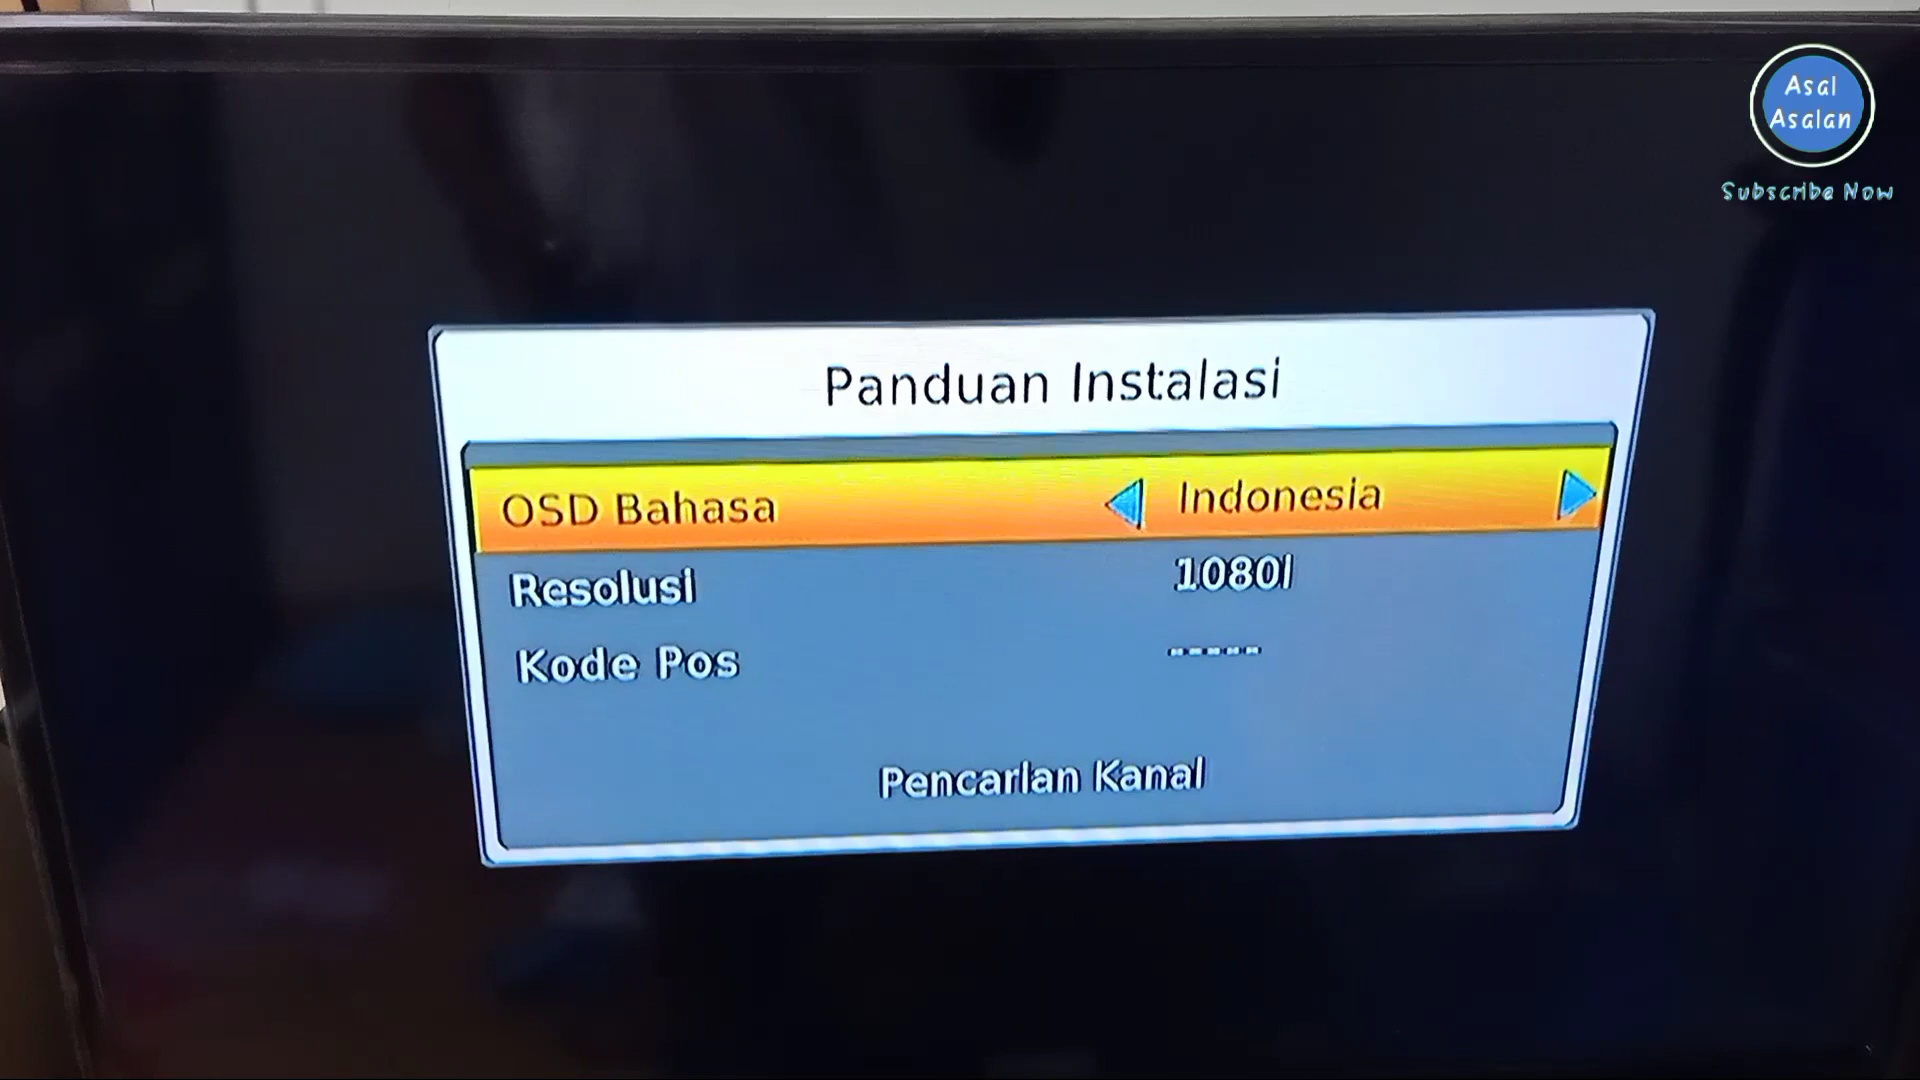 Asal
Asalan
Subscribe Now
Panduan Instalasi
OSD Bahasa Indonesia
Resolusi 1080I
Kode Pos -----
Pencarian Kanal